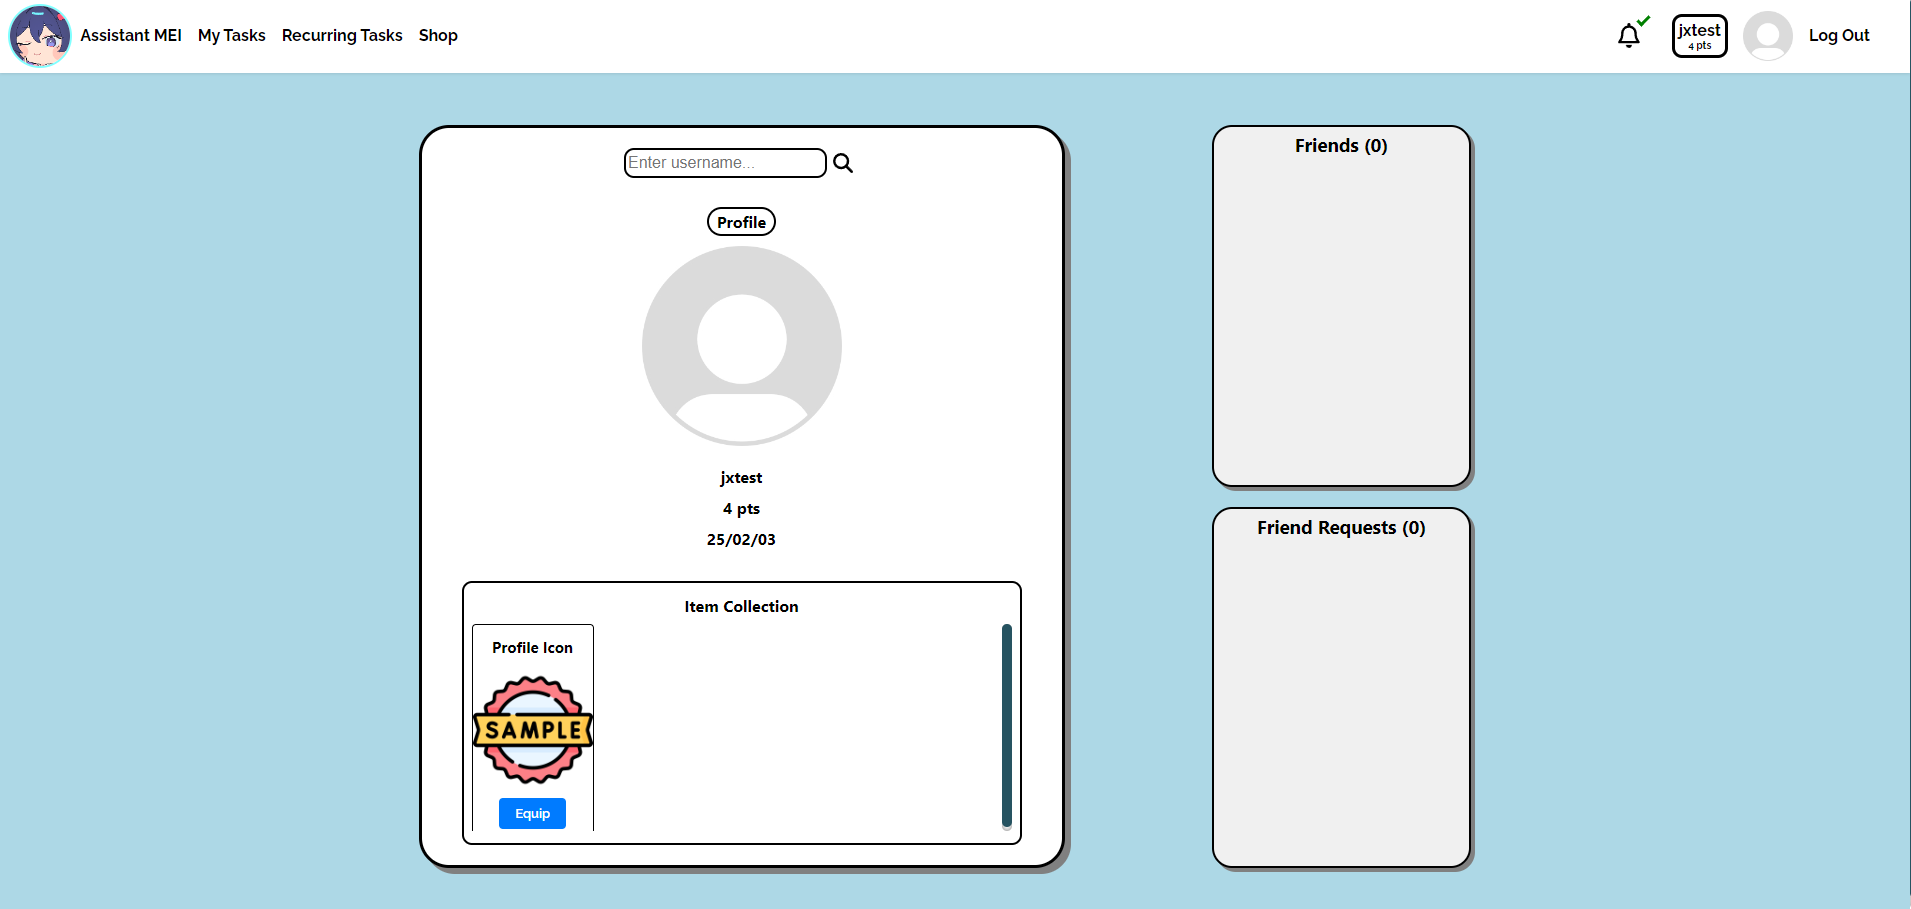 Assistant MEI My Tasks Recurring Tasks Shop
jxtest
4 pts
Log Out
Enter username...
Profile
jxtest
4 pts
25/02/03
Item Collection
Profile Icon
SAMPLE
Equip
Friends (0)
Friend Requests (0)